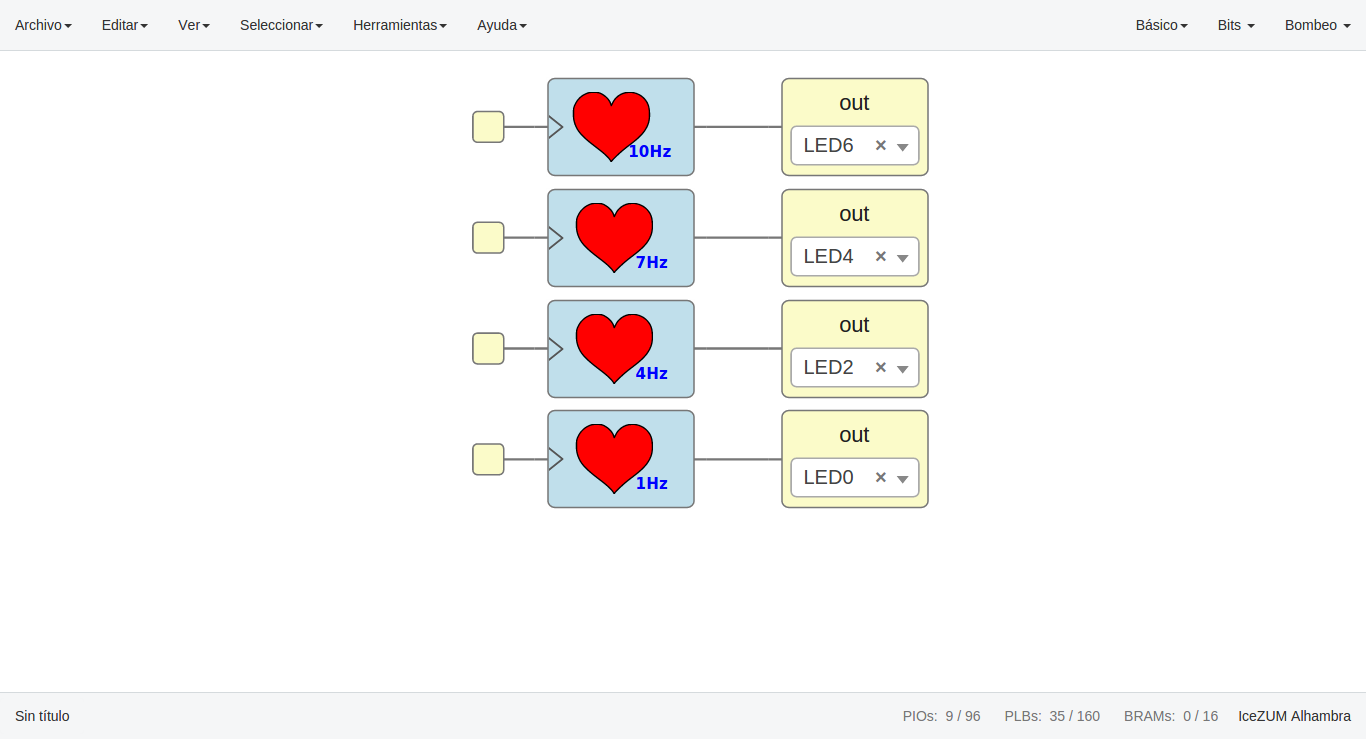 Archivo Editar Ver Seleccionar Herramientas Ayuda Básico Bits Bombeo
out
10Hz
LED6 ×
out
7Hz
LED4 ×
out
4Hz
LED2 ×
out
1Hz
LED0 ×
Sin título PIOs: 9 / 96 PLBs: 35 / 160 BRAMs: 0 / 16 IceZUM Alhambra